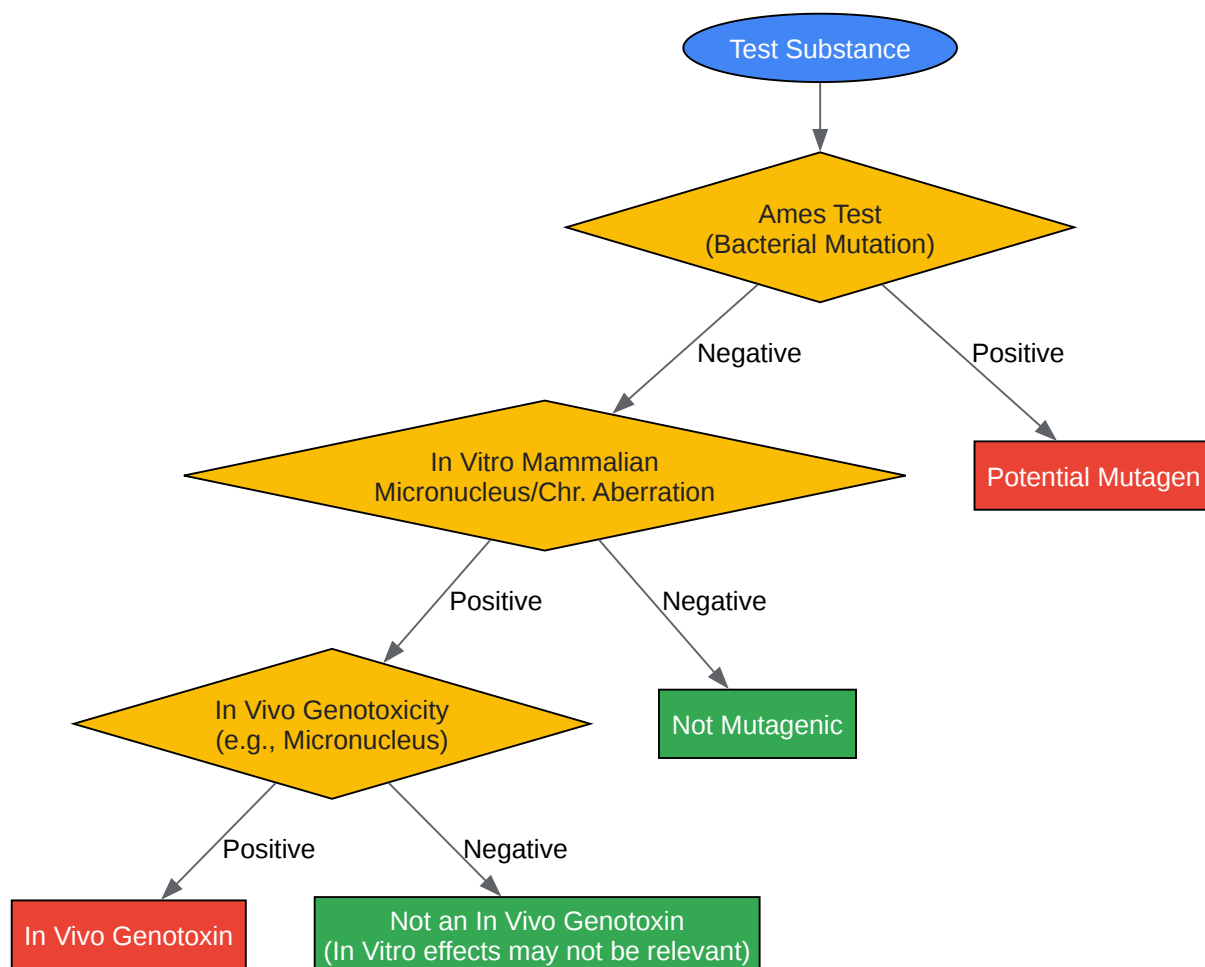 Test Substance
Ames Test
(Bacterial Mutation)
Negative
Positive
In Vitro Mammalian
Micronucleus/Chr. Aberration
Potential Mutagen
Positive
Negative
In Vivo Genotoxicity
(e.g., Micronucleus)
Not Mutagenic
Positive
Negative
In Vivo Genotoxin
Not an In Vivo Genotoxin
(In Vitro effects may not be relevant)